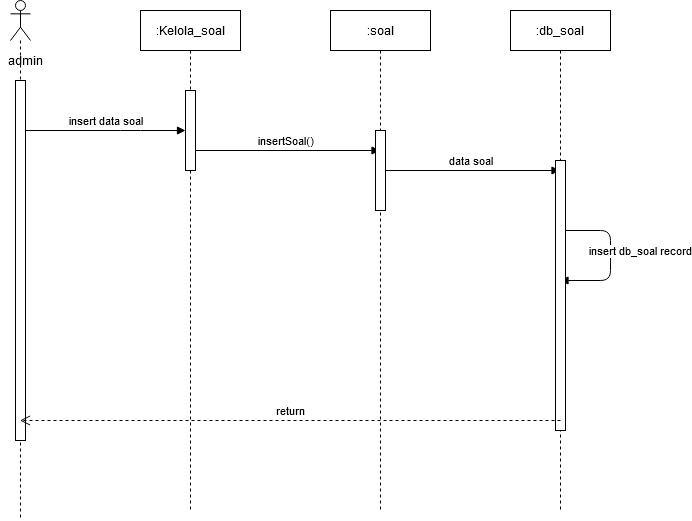 :Kelola_soal
:soal
:db_soal
admin
insert data soal
insertSoal()
data soal
insert db_soal record
return